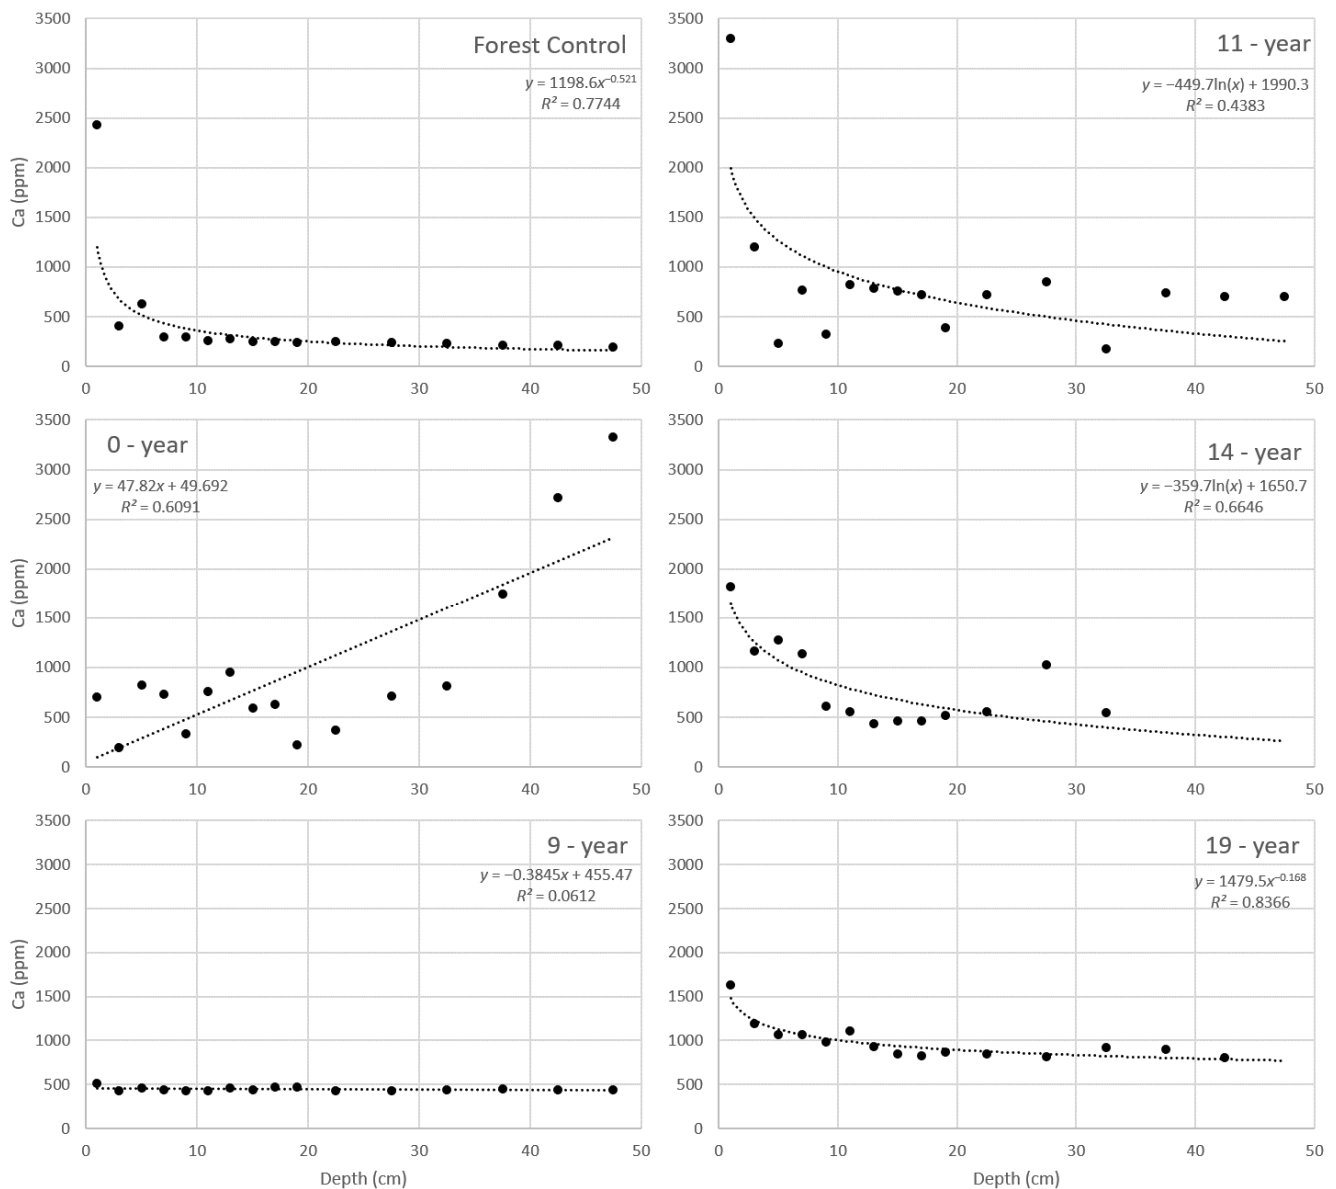 Forest Control
y = 1198.6x^−0.521
R² = 0.7744
3500
3000
2500
2000
1500
1000
500
0
Ca (ppm)
0 10 20 30 40 50
11 - year
y = −449.7ln(x) + 1990.3
R² = 0.4383
3500
3000
2500
2000
1500
1000
500
0
0 10 20 30 40 50
0 - year
y = 47.82x + 49.692
R² = 0.6091
3500
3000
2500
2000
1500
1000
500
0
Ca (ppm)
0 10 20 30 40 50
14 - year
y = −359.7ln(x) + 1650.7
R² = 0.6646
3500
3000
2500
2000
1500
1000
500
0
0 10 20 30 40 50
9 - year
y = −0.3845x + 455.47
R² = 0.0612
3500
3000
2500
2000
1500
1000
500
0
Ca (ppm)
0 10 20 30 40 50
Depth (cm)
19 - year
y = 1479.5x^−0.168
R² = 0.8366
3500
3000
2500
2000
1500
1000
500
0
0 10 20 30 40 50
Depth (cm)